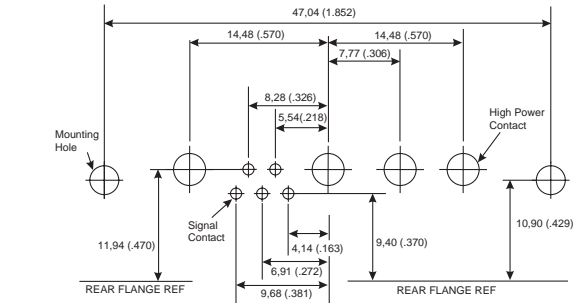 47,04 (1.852)
14,48 (.570)
14,48 (.570)
7,77 (.306)
8,28 (.326)
5,54(.218)
High Power
Contact
Mounting
Hole
Signal
Contact
11,94 (.470)
4,14 (.163)
9,40 (.370)
10,90 (.429)
6,91 (.272)
9,68 (.381)
REAR FLANGE REF
REAR FLANGE REF